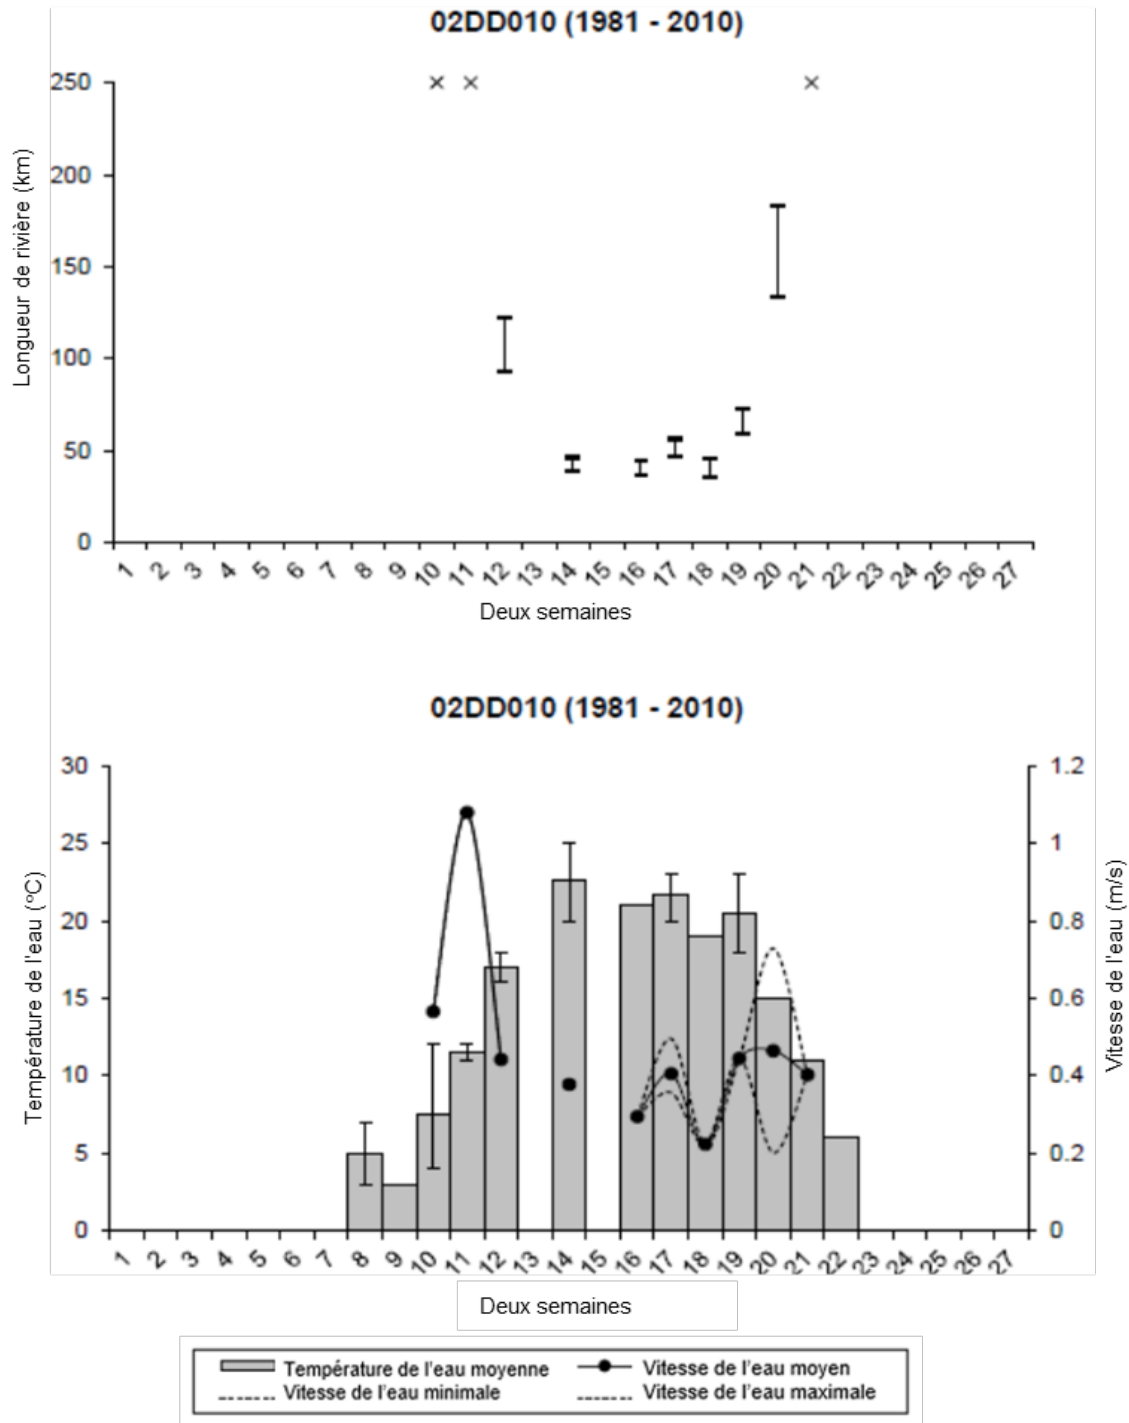 02DD010 (1981 - 2010)
250
200
150
100
50
0
Longueur de rivière (km)
1 2 3 4 5 6 7 8 9 10 11 12 13 14 15 16 17 18 19 20 21 22 23 24 25 26 27
Deux semaines
02DD010 (1981 - 2010)
30
25
20
15
10
5
0
Température de l'eau (°C)
1.2
1
0.8
0.6
0.4
0.2
0
Vitesse de l'eau (m/s)
1 2 3 4 5 6 7 8 9 10 11 12 13 14 15 16 17 18 19 20 21 22 23 24 25 26 27
Deux semaines
Température de l'eau moyenne Vitesse de l'eau moyen
Vitesse de l'eau minimale Vitesse de l'eau maximale